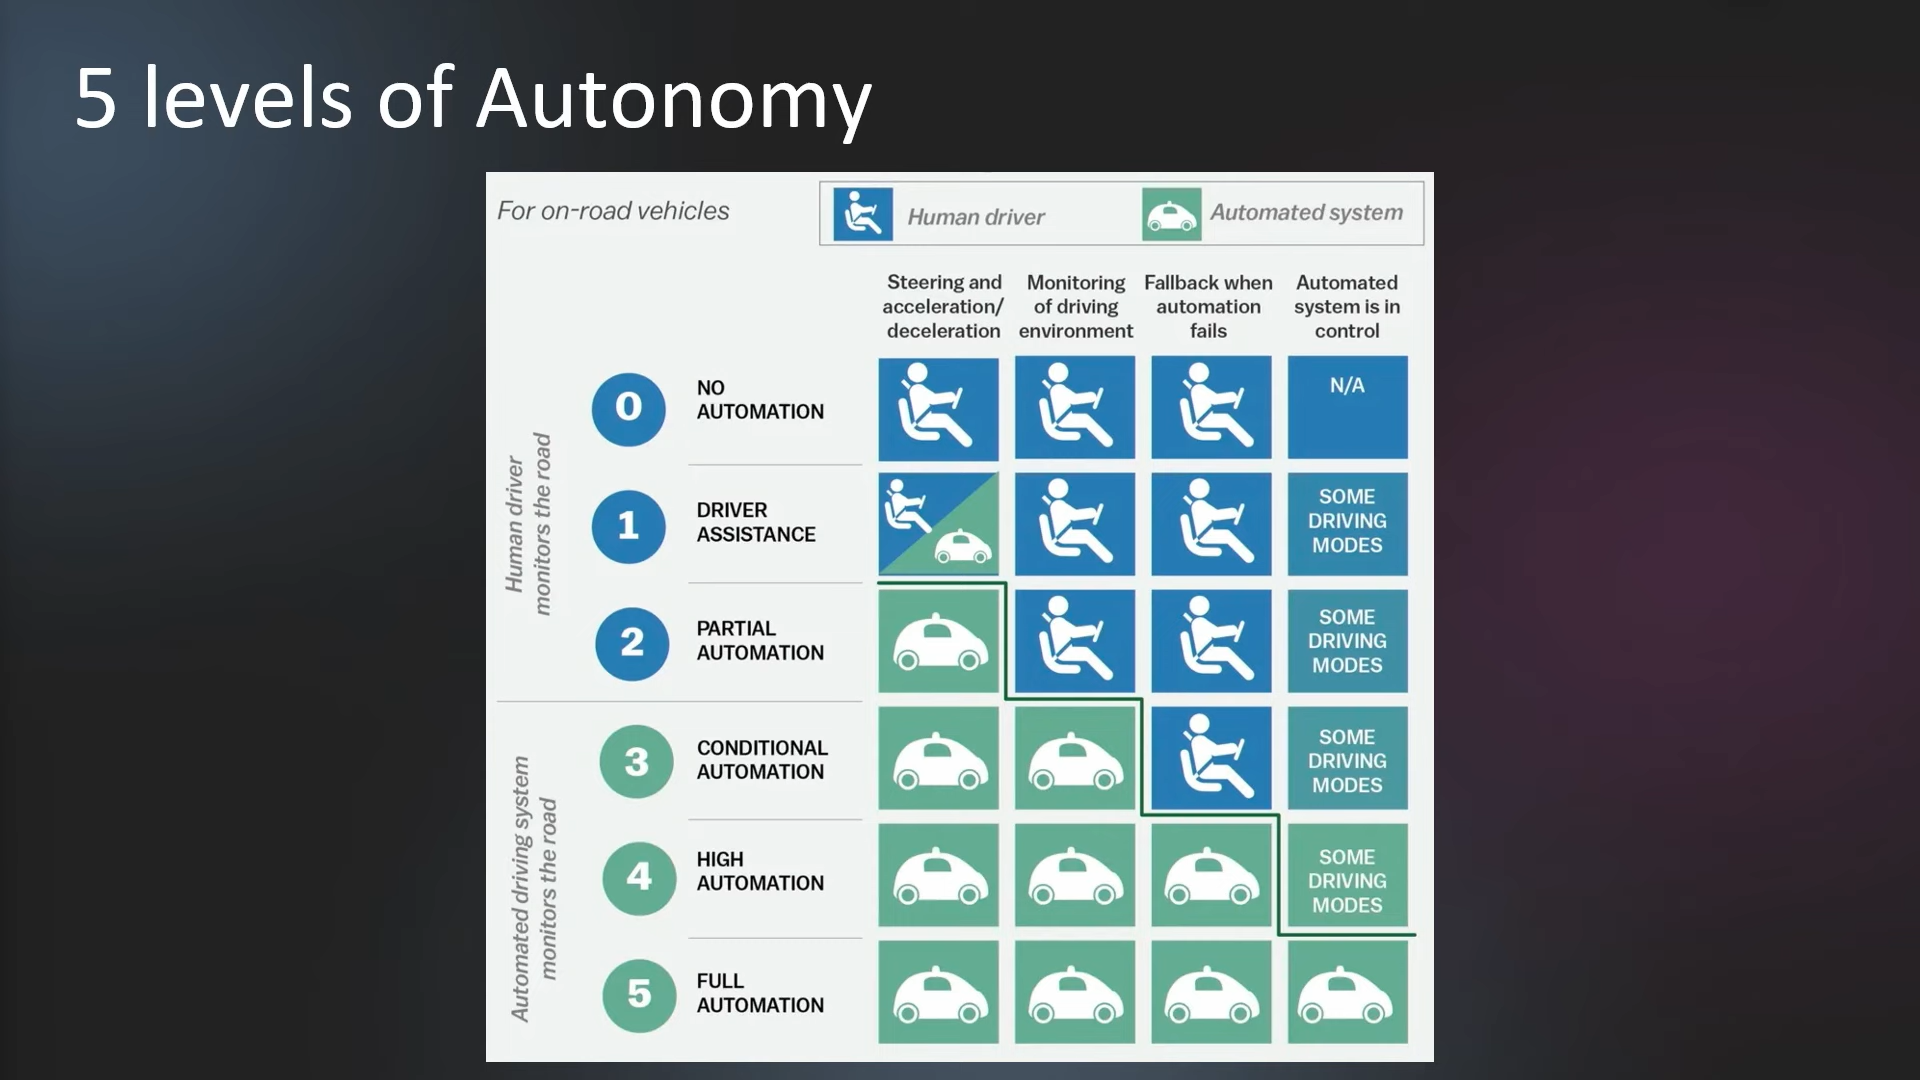 5 levels of Autonomy
For on-road vehicles
Human driver
Automated system
Steering and
acceleration/
deceleration
Monitoring
of driving
environment
Fallback when
automation
fails
Automated
system is in
control
Human driver
monitors the road
0
NO
AUTOMATION
N/A
1
DRIVER
ASSISTANCE
SOME
DRIVING
MODES
2
PARTIAL
AUTOMATION
SOME
DRIVING
MODES
Automated driving system
monitors the road
3
CONDITIONAL
AUTOMATION
SOME
DRIVING
MODES
4
HIGH
AUTOMATION
SOME
DRIVING
MODES
5
FULL
AUTOMATION